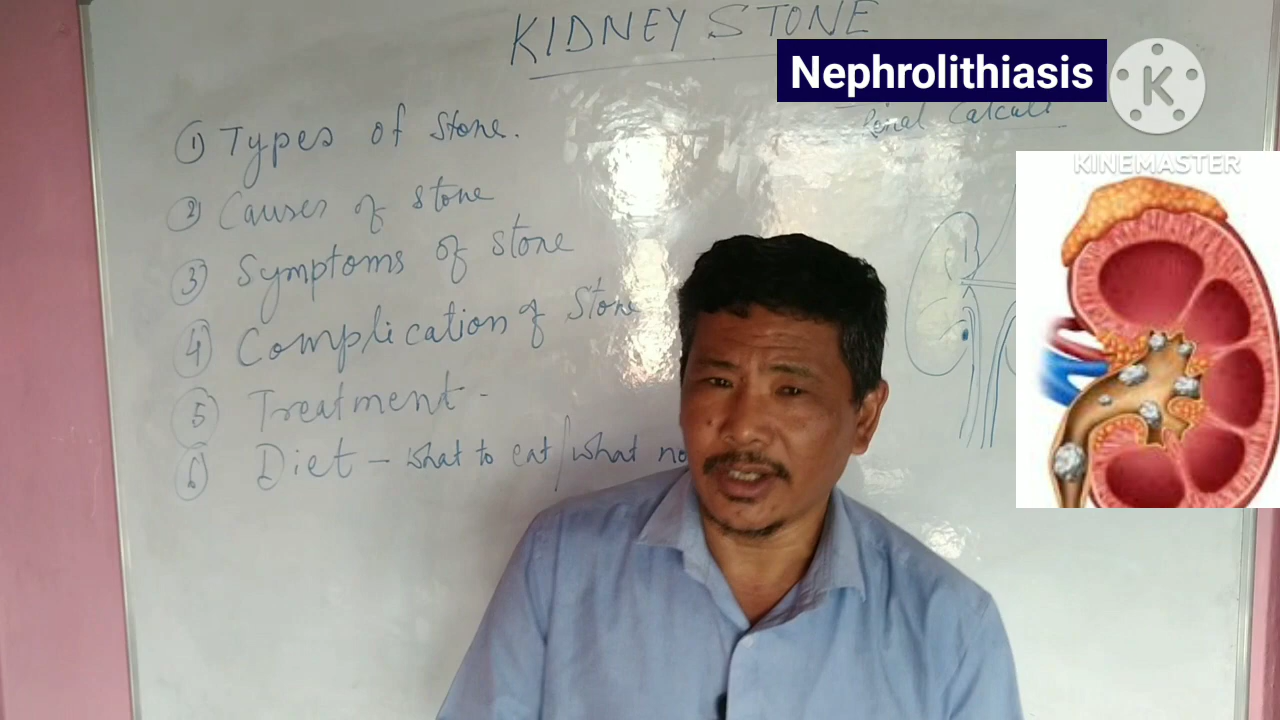 KIDNEY STONE
Nephrolithiasis
K
Renal Calculi
KINEMASTER
① Types of Stone.
② Causes of stone
③ Symptoms of stone
④ Complication of Stone
⑤ Treatment -
⑥ Diet - what to eat / what no